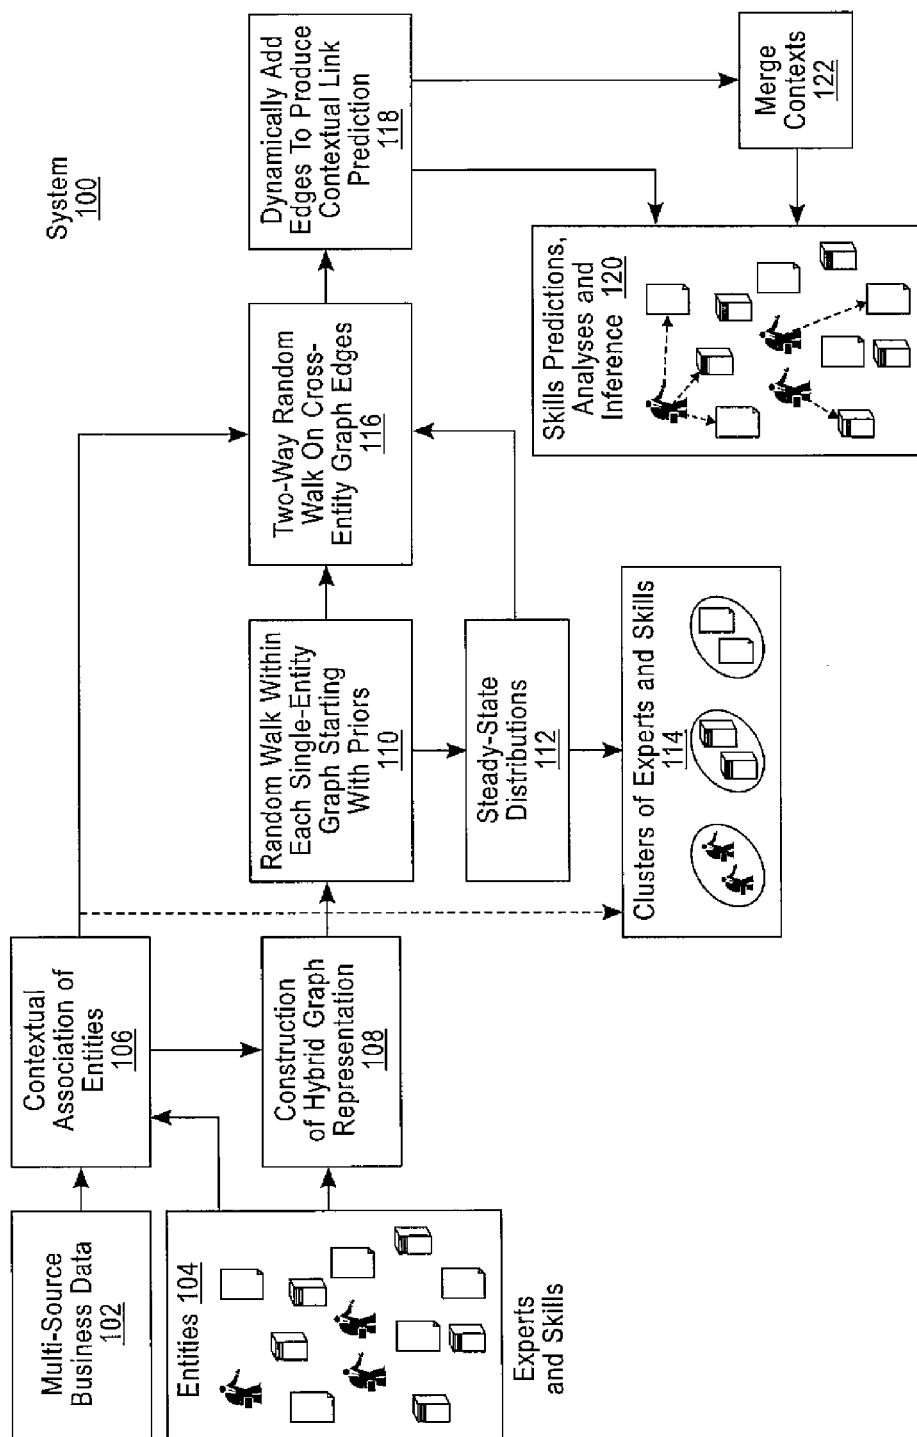 System
100
Multi-Source
Business Data
102
Contextual
Association of
Entities
106
Entities 104
Experts
and Skills
Construction
of Hybrid Graph
Representation
108
Random Walk Within
Each Single-Entity
Graph Starting
With Priors
110
Two-Way Random
Walk On Cross-
Entity Graph Edges
116
Dynamically Add
Edges To Produce
Contextual Link
Prediction
118
Steady-State
Distributions
112
Clusters of Experts and Skills
114
Skills Predictions,
Analyses and
Inference 120
Merge
Contexts
122